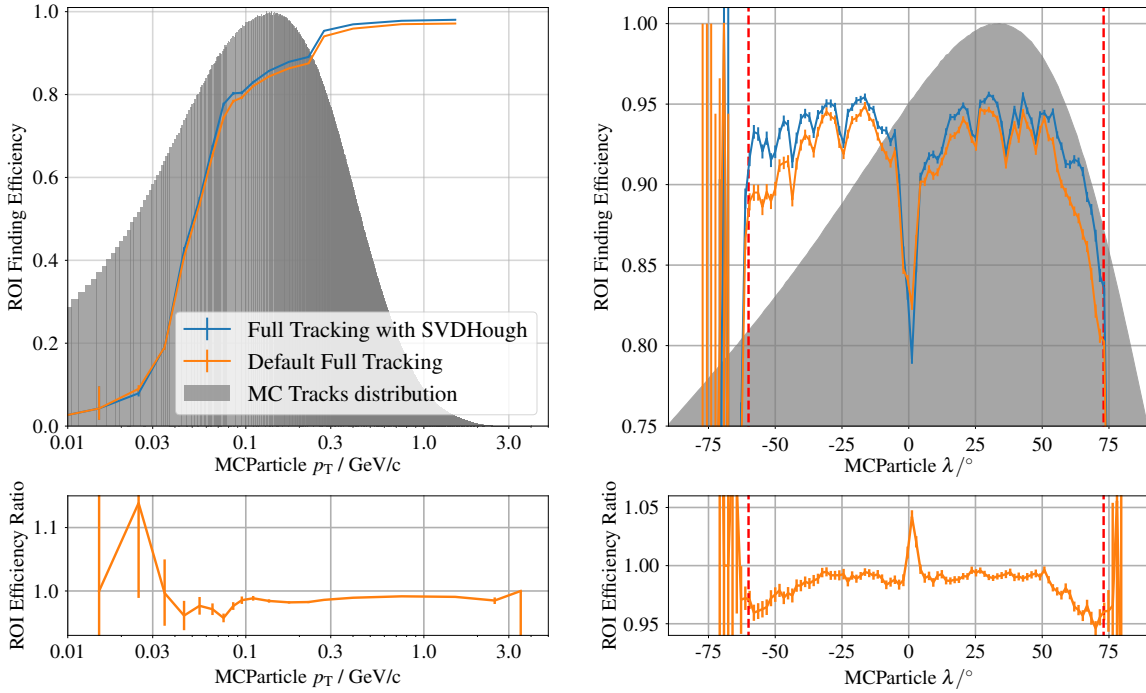 1.0
0.8
0.6
0.4
0.2
0.0
ROI Finding Efficiency
Full Tracking with SVDHough
Default Full Tracking
MC Tracks distribution
0.01 0.03 0.1 0.3 1.0 3.0
MCParticle pT / GeV/c
1.00
0.95
0.90
0.85
0.80
0.75
ROI Finding Efficiency
-75 -50 -25 0 25 50 75
MCParticle λ/°
1.1
1.0
ROI Efficiency Ratio
0.01 0.03 0.1 0.3 1.0 3.0
MCParticle pT / GeV/c
1.05
1.00
0.95
ROI Efficiency Ratio
-75 -50 -25 0 25 50 75
MCParticle λ/°